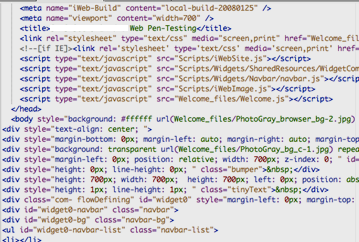 <meta name="iWeb-Build" content="local-build-20080125" />
<meta name="viewport" content="width=700" />
<title> Web Pen-Testing</title>
<link rel='stylesheet' type='text/css' media='screen,print' href='Welcome_f
<!--[if IE]><link rel='stylesheet' type='text/css' media='screen,print' href=
<script type="text/javascript" src="Scripts/iWebSite.js"></script>
<script type="text/javascript" src="Scripts/Widgets/SharedResources/WidgetCom
<script type="text/javascript" src="Scripts/Widgets/Navbar/navbar.js"></scrip
<script type="text/javascript" src="Scripts/iWebImage.js"></script>
<script type="text/javascript" src="Welcome_files/Welcome.js"></script>
</head>
<body style="background: #ffffff url(Welcome_files/PhotoGray_browser_bg-2.jpg)
<div style="text-align: center; ">
<div style="margin-bottom: 0px; margin-left: auto; margin-right: auto; margin-top
<div style="background: transparent url(Welcome_files/PhotoGray_bg_c-1.jpg) repea
<div style="margin-left: 0px; position: relative; width: 700px; z-index: 0; " id=
<div style="height: 0px; line-height: 0px; " class="bumper">&nbsp;</div>
<div style="height: 700px; width: 700px; height: 700px; left: 0px; position: abs
<div style="height: 1px; line-height: 1px; " class="tinyText">&nbsp;</div>
<div class="com- flowDefining" id="widget0" style="margin-left: 0px; margin-top:
<div id="widget0-navbar" class="navbar">
<div id="widget0-bg" class="navbar-bg">
<ul id="widget0-navbar-list" class="navbar-list">
<li></li>